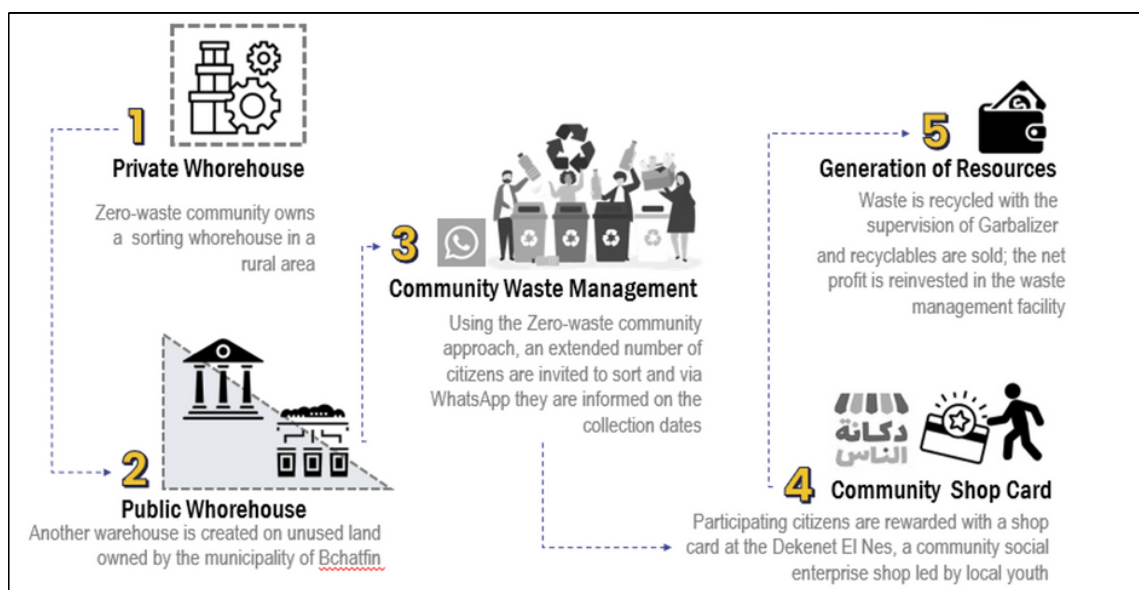 1
Private Whorehouse
Zero-waste community owns
a sorting whorehouse in a
rural area
2
Public Whorehouse
Another warehouse is created on unused land
owned by the municipality of Bchatfin
3
Community Waste Management
Using the Zero-waste community
approach, an extended number of
citizens are invited to sort and via
WhatsApp they are informed on the
collection dates
دكانة
الناس
4
Community Shop Card
Participating citizens are rewarded with a shop
card at the Dekenet El Nes, a community social
enterprise shop led by local youth
5
Generation of Resources
Waste is recycled with the
supervision of Garbalizer
and recyclables are sold; the net
profit is reinvested in the waste
management facility